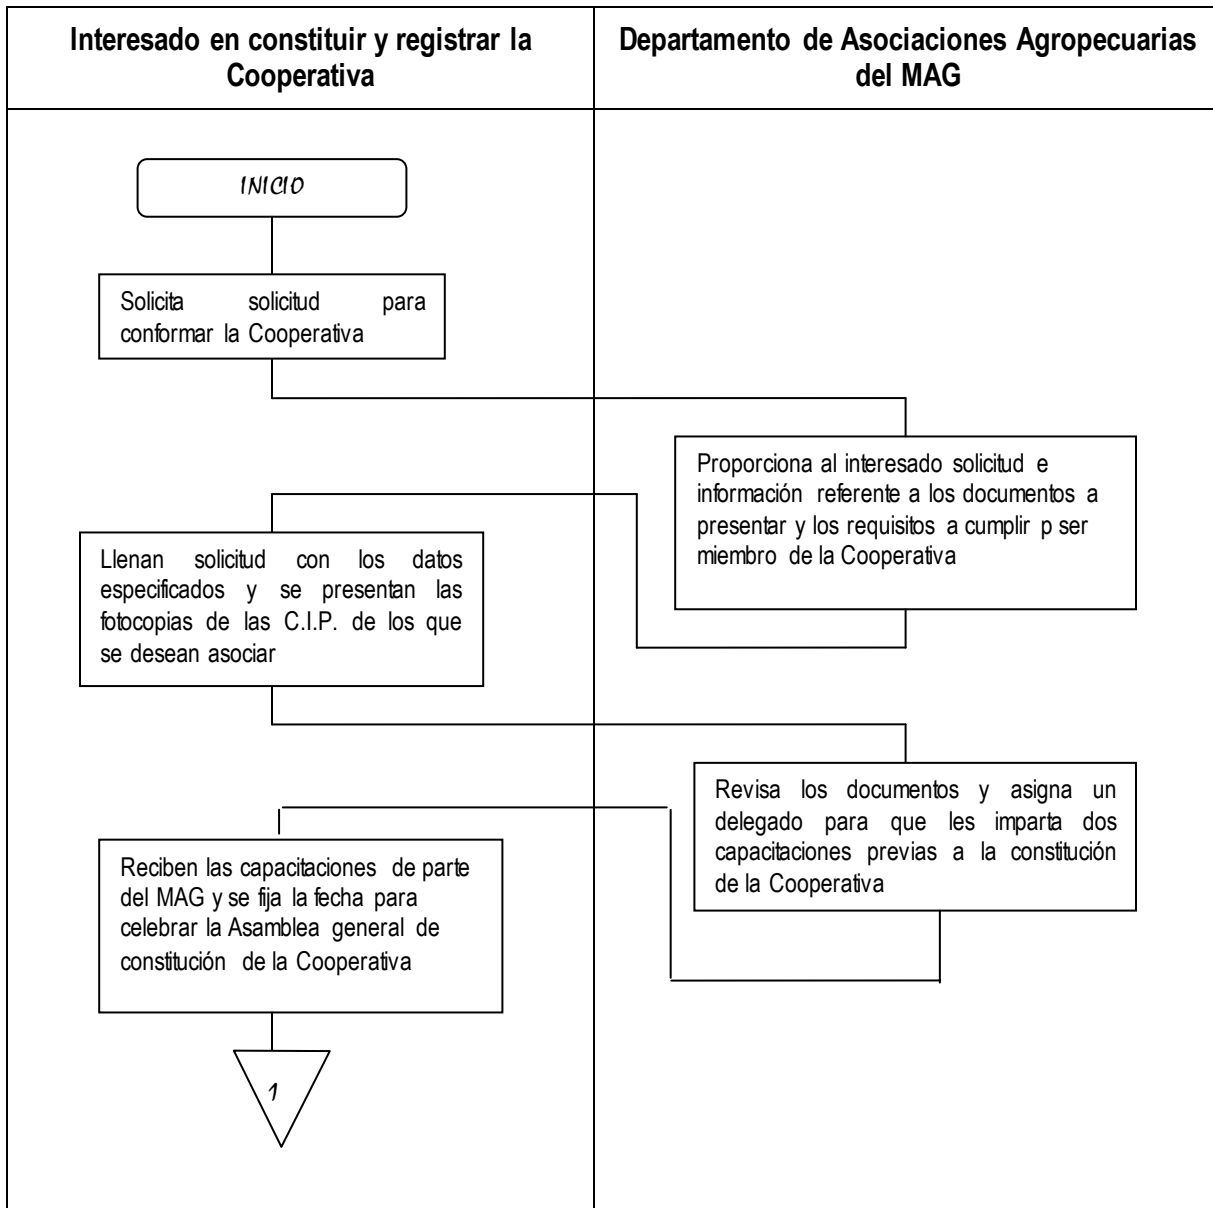 Interesado en constituir y registrar la
Cooperativa
Departamento de Asociaciones Agropecuarias
del MAG
INICIO
Solicita solicitud para
conformar la Cooperativa
Proporciona al interesado solicitud e
información referente a los documentos a
presentar y los requisitos a cumplir p ser
miembro de la Cooperativa
Llenan solicitud con los datos
especificados y se presentan las
fotocopias de las C.I.P. de los que
se desean asociar
Revisa los documentos y asigna un
delegado para que les imparta dos
capacitaciones previas a la constitución
de la Cooperativa
Reciben las capacitaciones de parte
del MAG y se fija la fecha para
celebrar la Asamblea general de
constitución de la Cooperativa
1